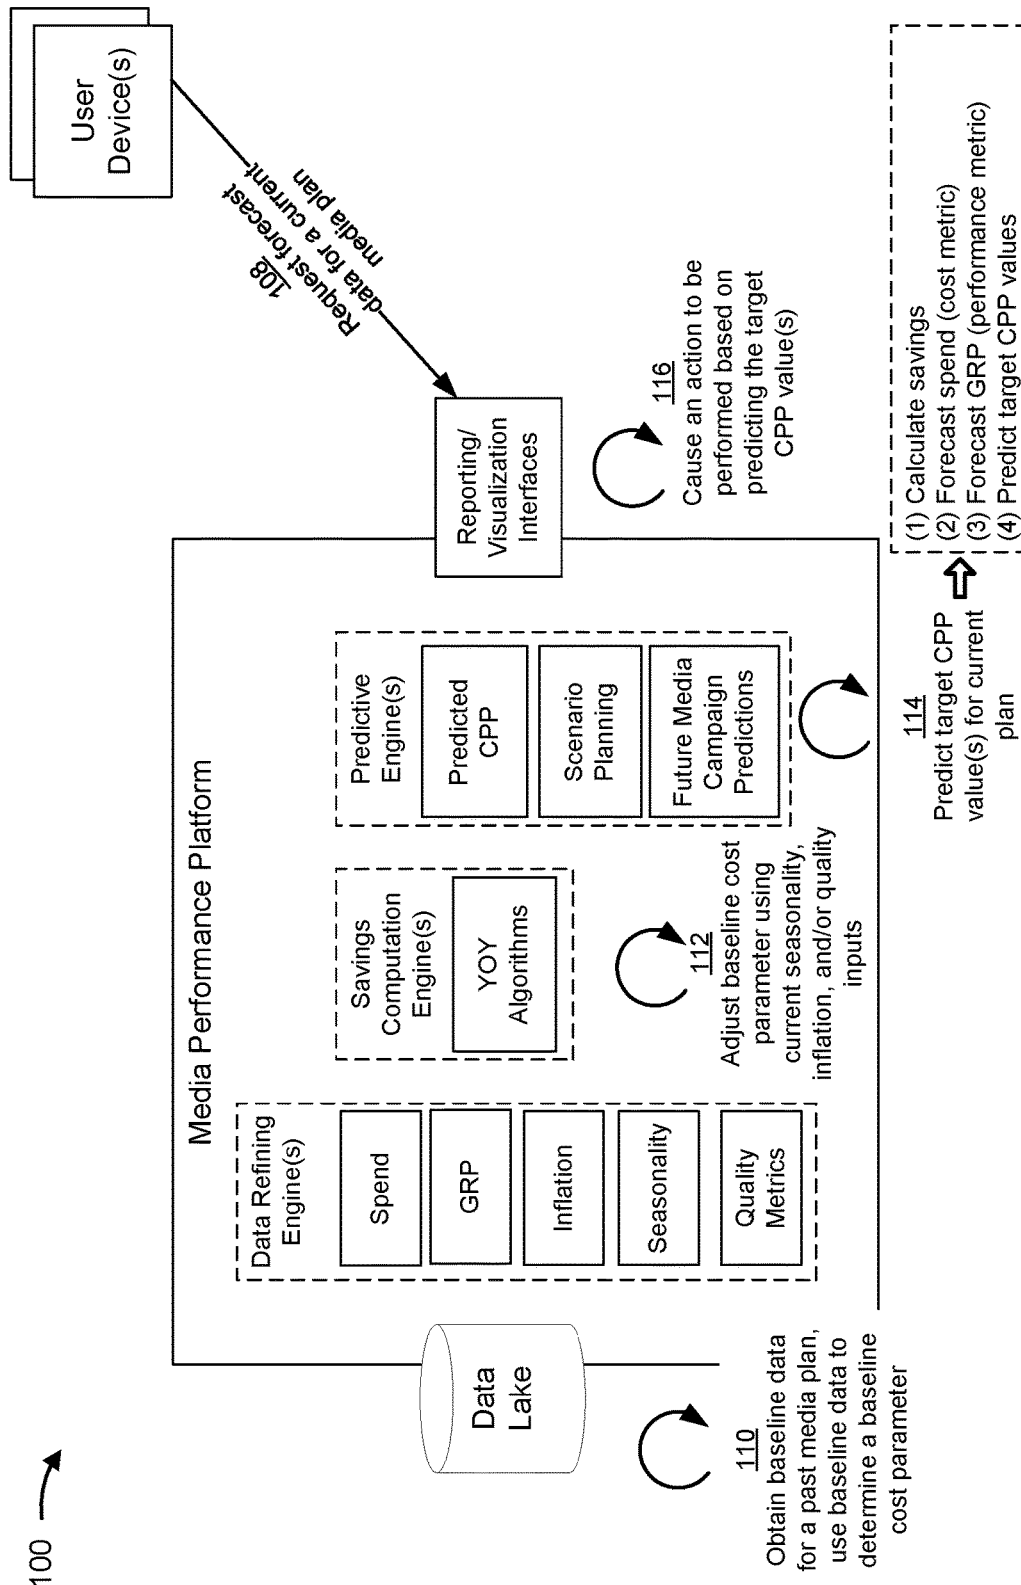 100
Media Performance Platform
Data
Lake
Data Refining
Engine(s)
Spend
GRP
Inflation
Seasonality
Quality
Metrics
Savings
Computation
Engine(s)
YOY
Algorithms
Predictive
Engine(s)
Predicted
CPP
Scenario
Planning
Future Media
Campaign
Predictions
Reporting/
Visualization
Interfaces
User
Device(s)
108
Request forecast
data for a current
media plan
110
Obtain baseline data
for a past media plan,
use baseline data to
determine a baseline
cost parameter
112
Adjust baseline cost
parameter using
current seasonality,
inflation, and/or quality
inputs
114
Predict target CPP
value(s) for current
plan
(1) Calculate savings
(2) Forecast spend (cost metric)
(3) Forecast GRP (performance metric)
(4) Predict target CPP values
116
Cause an action to be
performed based on
predicting the target
CPP value(s)